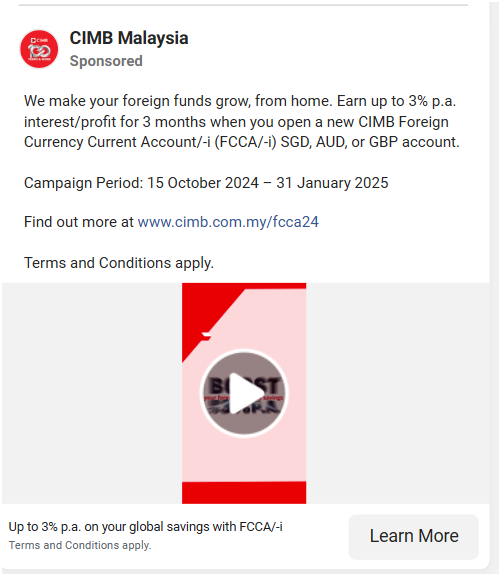 CIMB Malaysia
Sponsored
We make your foreign funds grow, from home. Earn up to 3% p.a.
interest/profit for 3 months when you open a new CIMB Foreign
Currency Current Account/-i (FCCA/-i) SGD, AUD, or GBP account.
Campaign Period: 15 October 2024 – 31 January 2025
Find out more at www.cimb.com.my/fcca24
Terms and Conditions apply.
Up to 3% p.a. on your global savings with FCCA/-i
Terms and Conditions apply.
Learn More